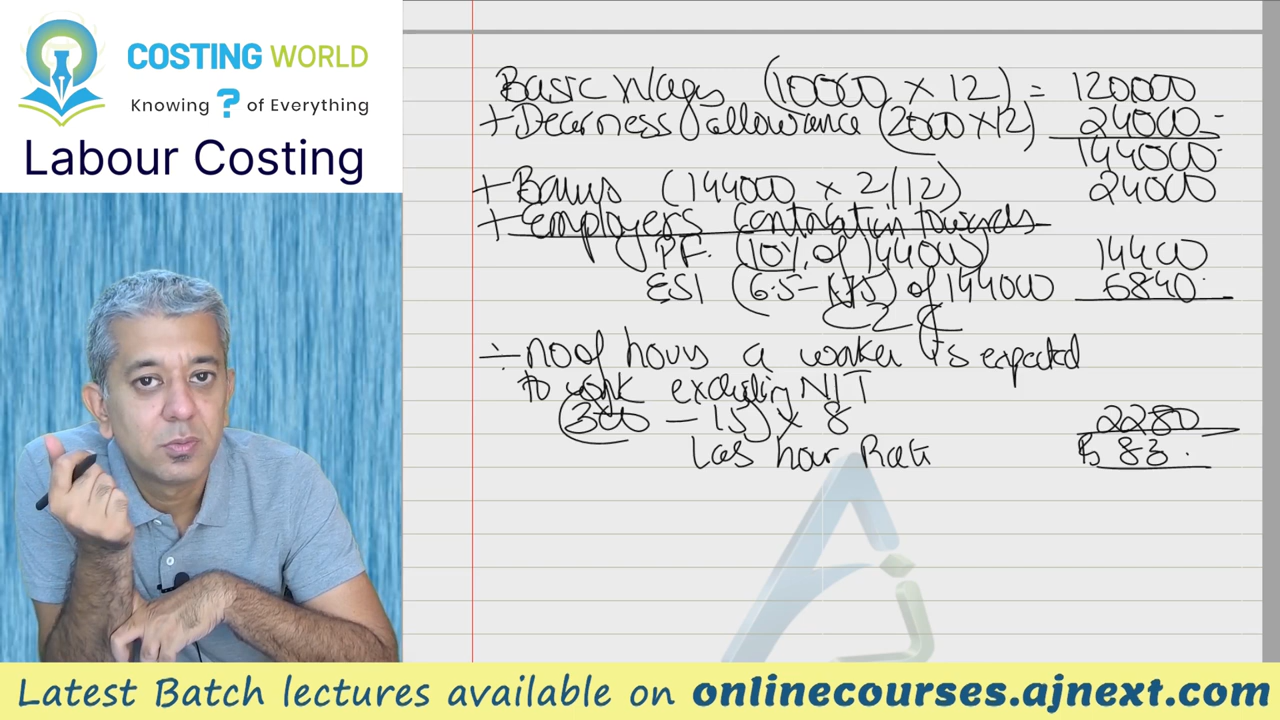 COSTING WORLD
Knowing ? of Everything
Labour Costing
Basic Wages (10000 × 12) = 120000
+ Dearness allowance (2000 × 12) 24000
144000
+ Bonus (144000 × 2/12) 24000
+ Employers Contribution towards
PF (10% of 144000) 14400
ESI (6.5 - 1.75) of 144000 6840
÷ no of hours a worker is expected
to work excluding NIT
(300 - 15) × 8 2280
Lab hour Rate 83
Latest Batch lectures available on onlinecourses.ajnext.com